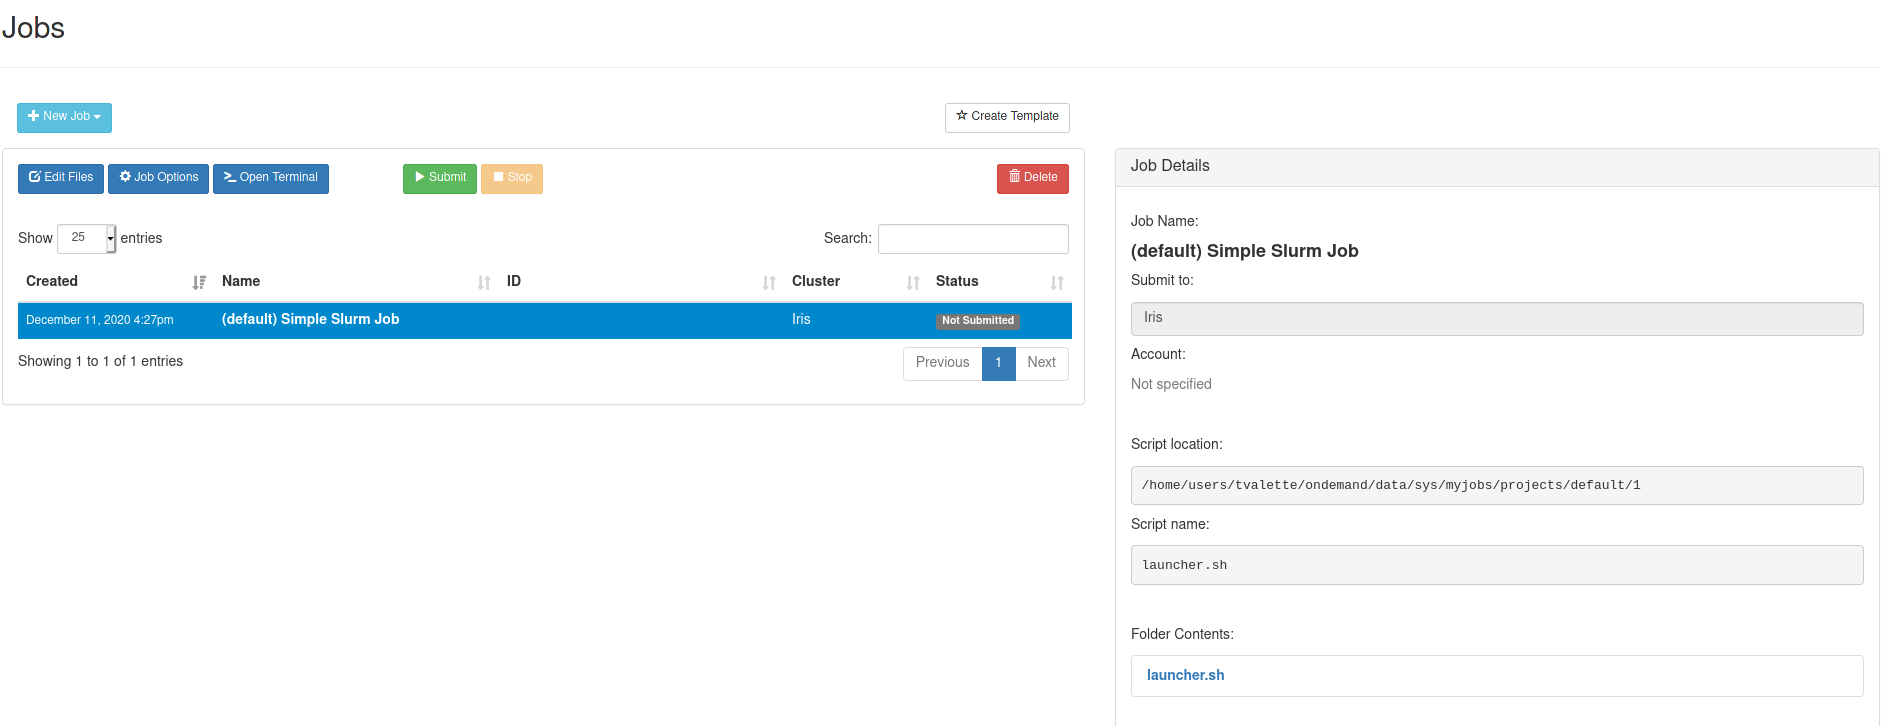 Jobs
New Job
Create Template
Edit Files Job Options Open Terminal Submit Stop Delete
Show 25 entries Search:
Created Name ID Cluster Status
December 11, 2020 4:27pm (default) Simple Slurm Job Iris Not Submitted
Showing 1 to 1 of 1 entries Previous 1 Next
Job Details
Job Name:
(default) Simple Slurm Job
Submit to:
Iris
Account:
Not specified
Script location:
/home/users/tvalette/ondemand/data/sys/myjobs/projects/default/1
Script name:
launcher.sh
Folder Contents:
launcher.sh